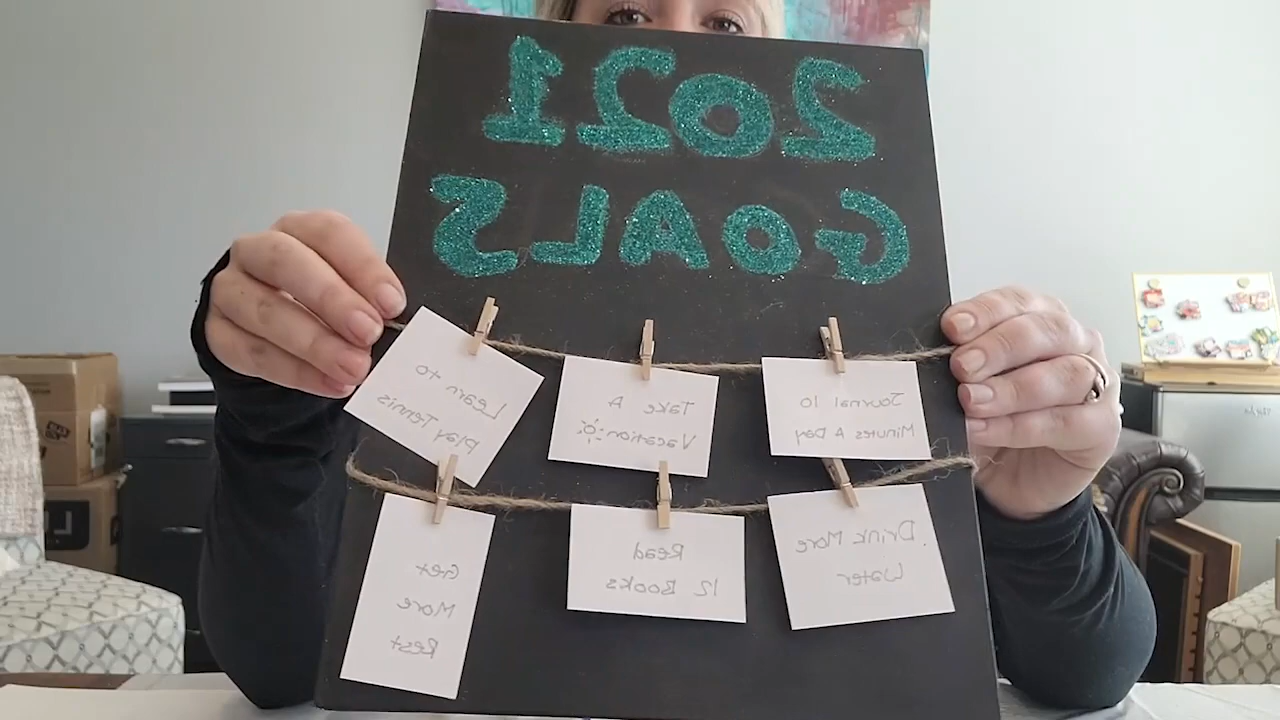 2021
GOALS
Journal 10
Minutes A Day
Take A
Vacation
Learn to
play Tennis
Drink More
Water
Read
12 Books
Get
More
Rest